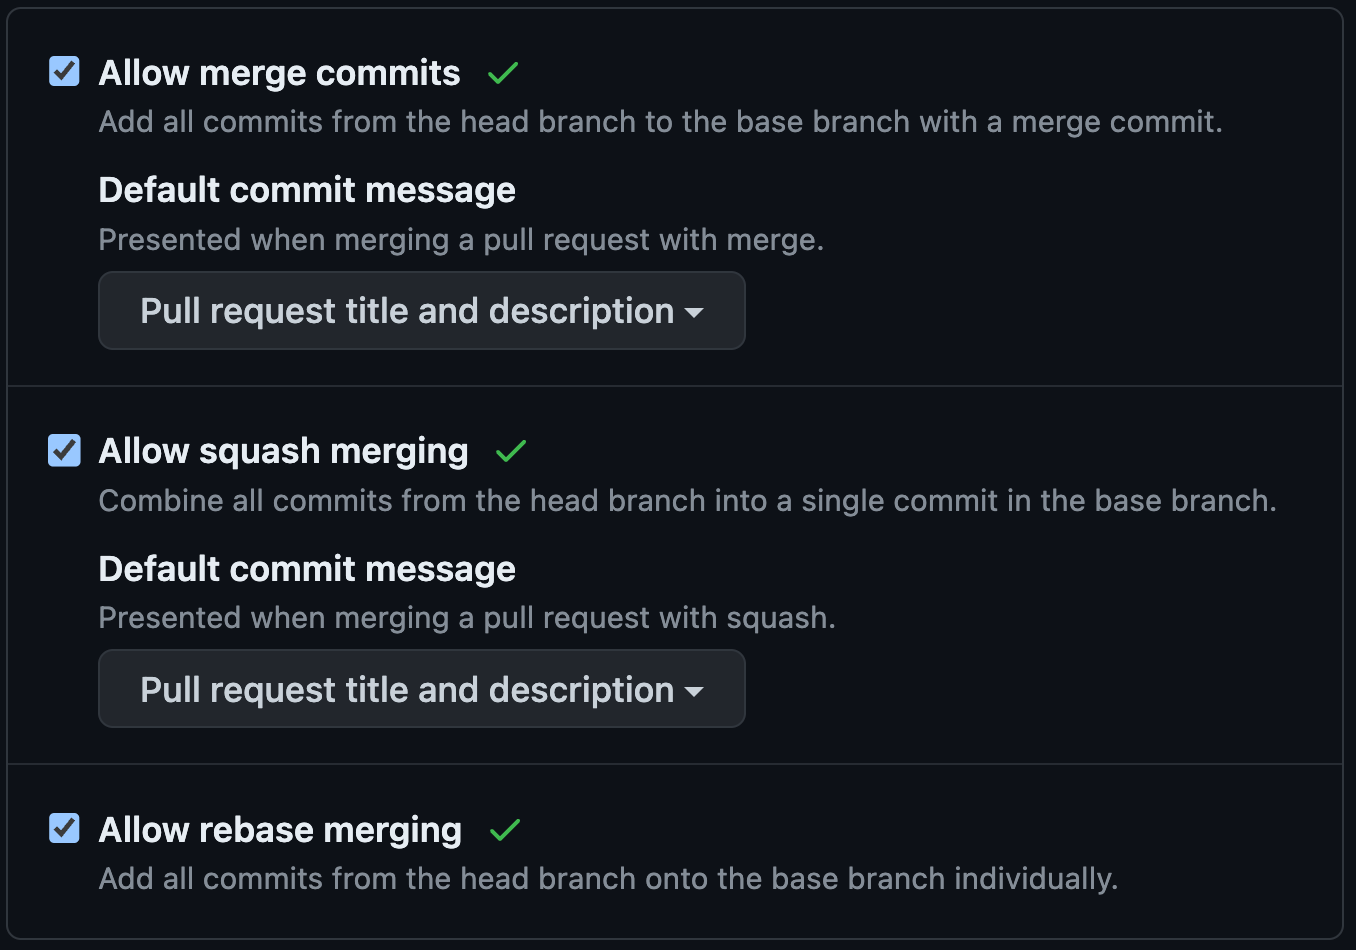 Allow merge commits
Add all commits from the head branch to the base branch with a merge commit.
Default commit message
Presented when merging a pull request with merge.
Pull request title and description
Allow squash merging
Combine all commits from the head branch into a single commit in the base branch.
Default commit message
Presented when merging a pull request with squash.
Pull request title and description
Allow rebase merging
Add all commits from the head branch onto the base branch individually.